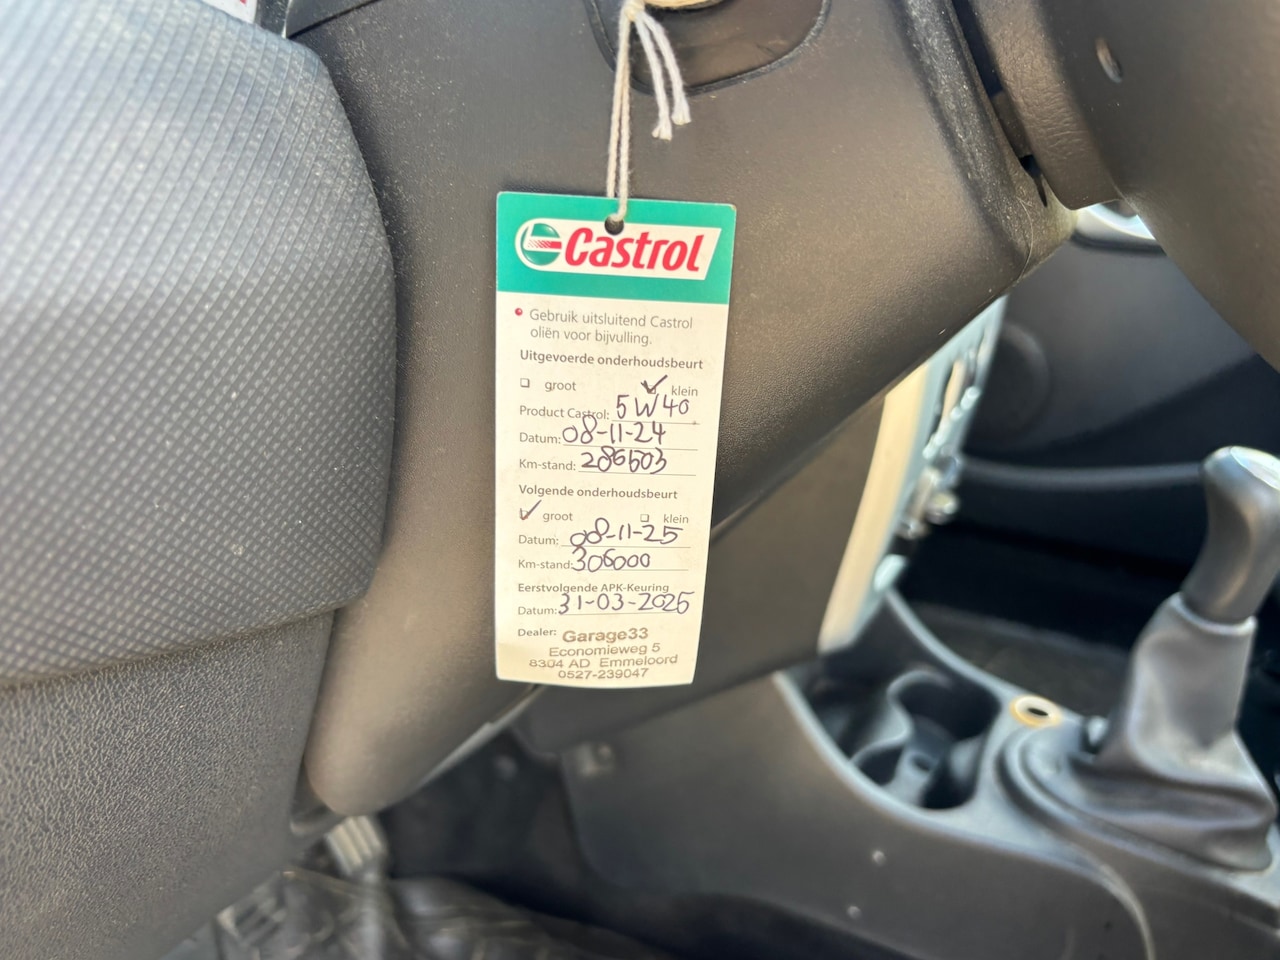 Castrol
Gebruik uitsluitend Castrol
oliën voor bijvulling.
Uitgevoerde onderhoudsbeurt
groot klein
Product Castrol: 5W40
Datum: 08-11-24
Km-stand: 286503
Volgende onderhoudsbeurt
groot klein
Datum: 08-11-25
Km-stand: 306000
Eerstvolgende APK-Keuring
Datum: 31-03-2025
Dealer: Garage33
Economieweg 5
8304 AD Emmeloord
0527-239047